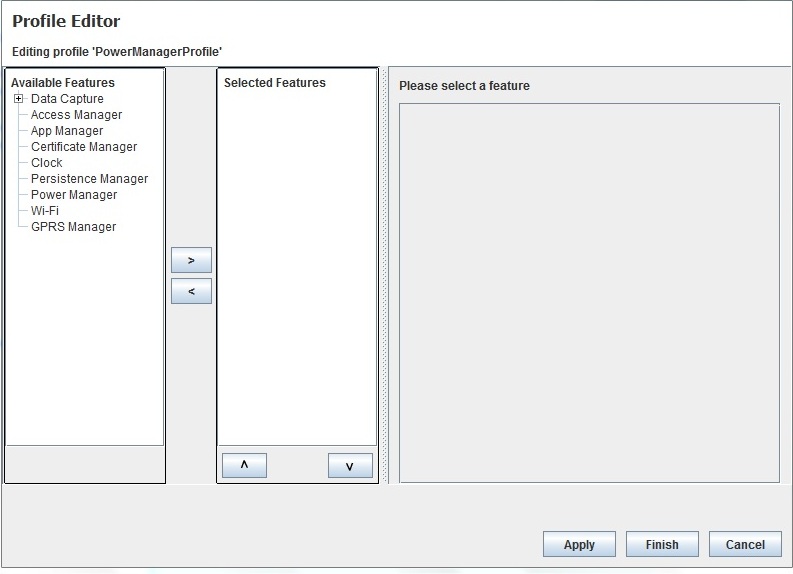 Profile Editor
Editing profile 'PowerManagerProfile'
Available Features
Data Capture
Access Manager
App Manager
Certificate Manager
Clock
Persistence Manager
Power Manager
Wi-Fi
GPRS Manager
>
<
Selected Features
˄
˅
Please select a feature
Apply
Finish
Cancel